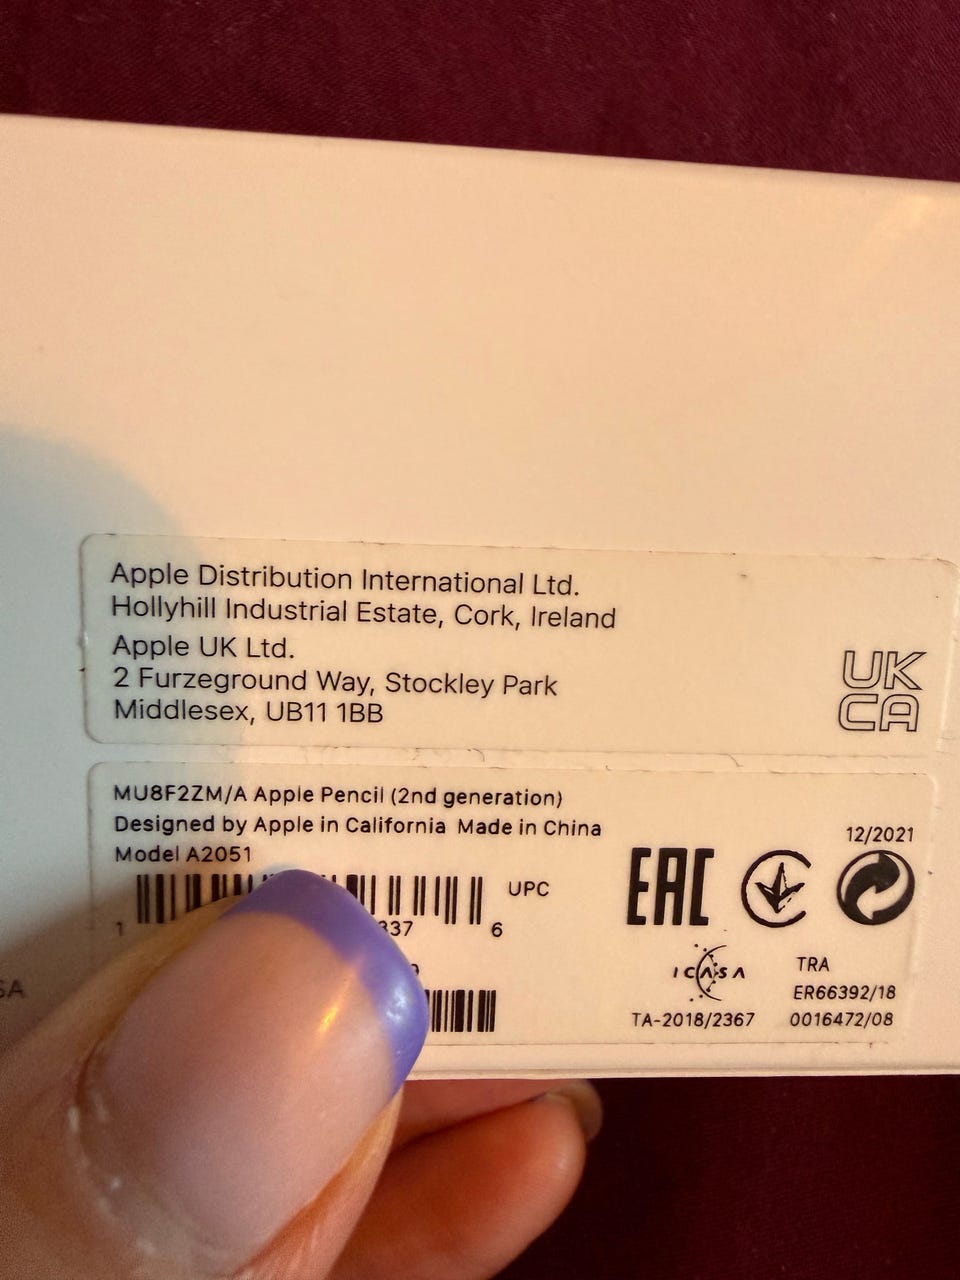 Apple Distribution International Ltd.
Hollyhill Industrial Estate, Cork, Ireland
Apple UK Ltd.
2 Furzeground Way, Stockley Park
Middlesex, UB11 1BB
UK
CA
MU8F2ZM/A Apple Pencil (2nd generation)
Designed by Apple in California Made in China
Model A2051
12/2021
EAC
UPC
1 337 6
ICASA
TRA
ER66392/18
TA-2018/2367
0016472/08
SA